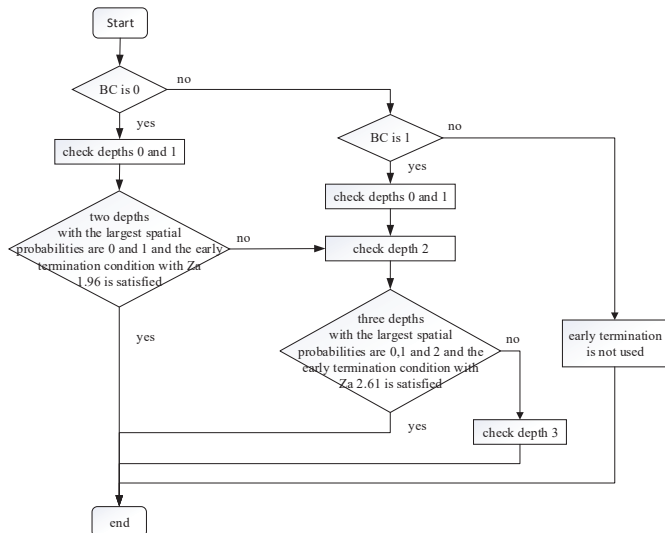 Start
BC is 0
no
yes
check depths 0 and 1
two depths
with the largest spatial
probabilities are 0 and 1 and the early
termination condition with Za
1.96 is satisfied
no
yes
BC is 1
no
yes
check depths 0 and 1
check depth 2
three depths
with the largest spatial
probabilities are 0,1 and 2 and the
early termination condition with
Za 2.61 is satisfied
no
yes
check depth 3
early termination
is not used
end